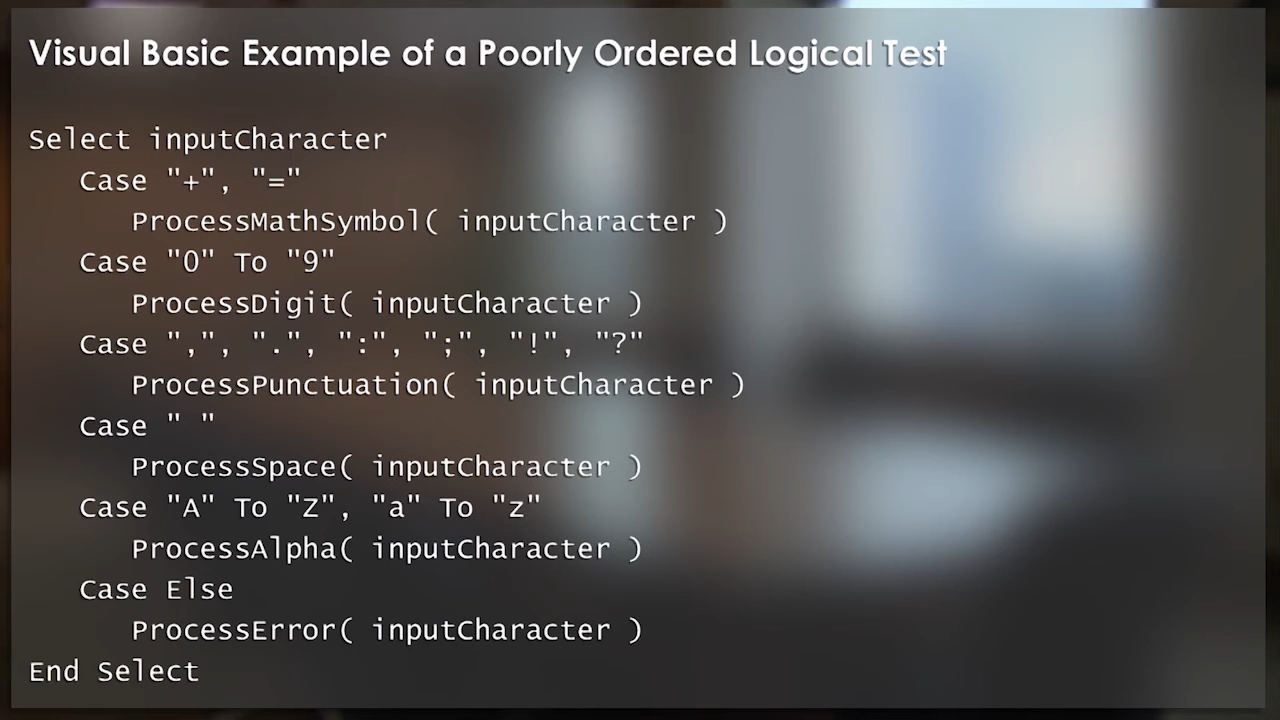 Visual Basic Example of a Poorly Ordered Logical Test
Select inputCharacter
Case "+", "="
ProcessMathSymbol( inputCharacter )
Case "0" To "9"
ProcessDigit( inputCharacter )
Case ",", ".", ":", ";", "!", "?"
ProcessPunctuation( inputCharacter )
Case " "
ProcessSpace( inputCharacter )
Case "A" To "Z", "a" To "z"
ProcessAlpha( inputCharacter )
Case Else
ProcessError( inputCharacter )
End Select